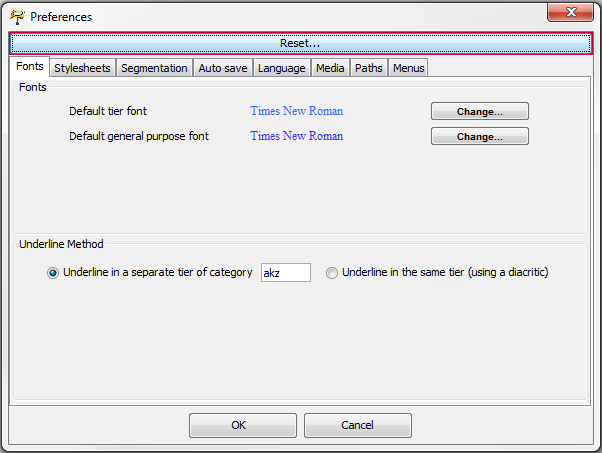 Preferences
Reset...
Fonts Stylesheets Segmentation Auto save Language Media Paths Menus
Fonts
Default tier font Times New Roman Change...
Default general purpose font Times New Roman Change...
Underline Method
Underline in a separate tier of category akz Underline in the same tier (using a diacritic)
OK Cancel